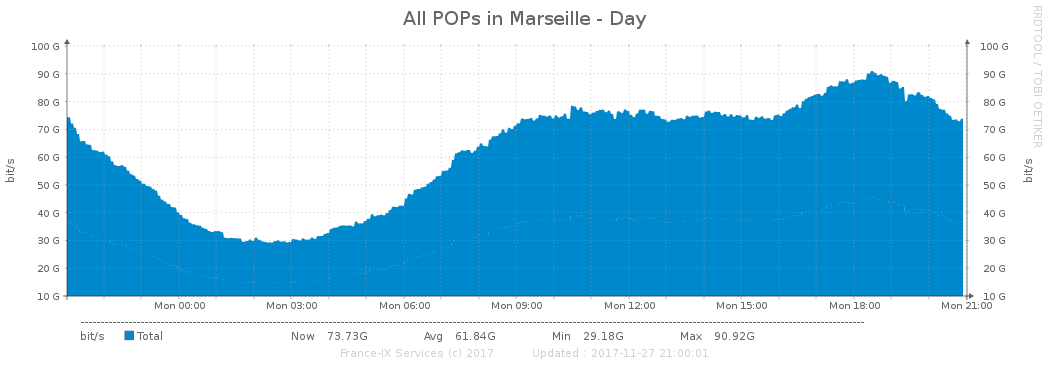 All POPs in Marseille - Day
RRDTOOL / TOBI OETIKER
100 G 100 G
90 G 90 G
80 G 80 G
70 G 70 G
60 G 60 G
50 G 50 G
40 G 40 G
30 G 30 G
20 G 20 G
10 G 10 G
bit/s bit/s
Mon 00:00 Mon 03:00 Mon 06:00 Mon 09:00 Mon 12:00 Mon 15:00 Mon 18:00 Mon 21:00
bit/s Total Now 73.73G Avg 61.84G Min 29.18G Max 90.92G
France-IX Services (c) 2017 Updated : 2017-11-27 21:00:01